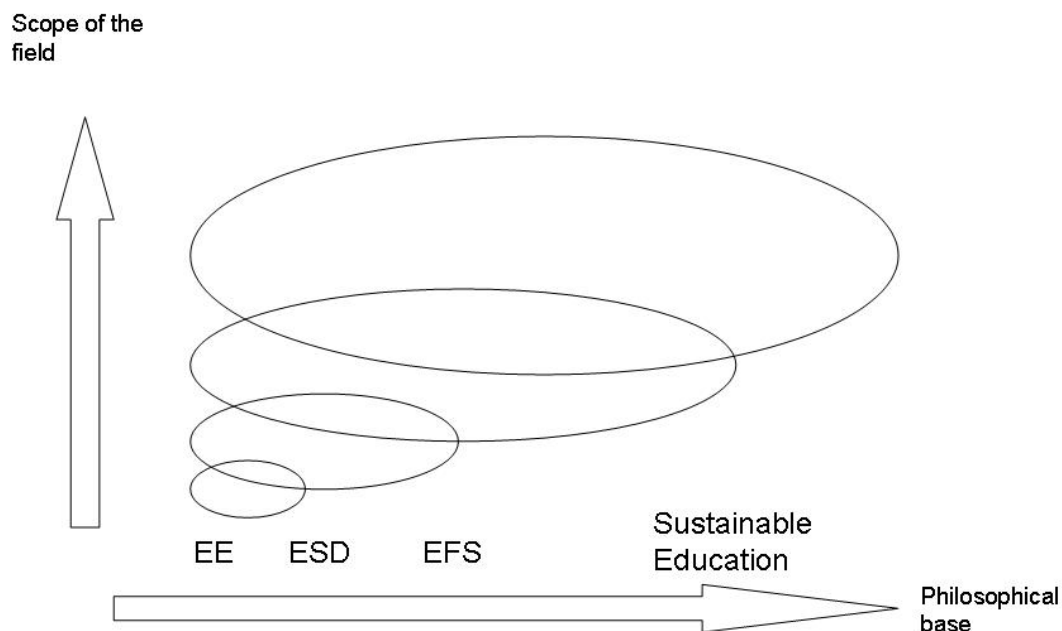 Scope of the
field
EE ESD EFS Sustainable
Education
Philosophical
base